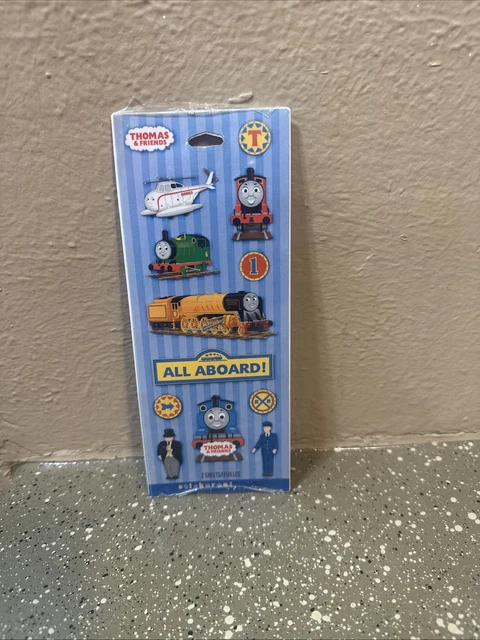 THOMAS
& FRIENDS
T
1
ALL ABOARD!
THOMAS
& FRIENDS